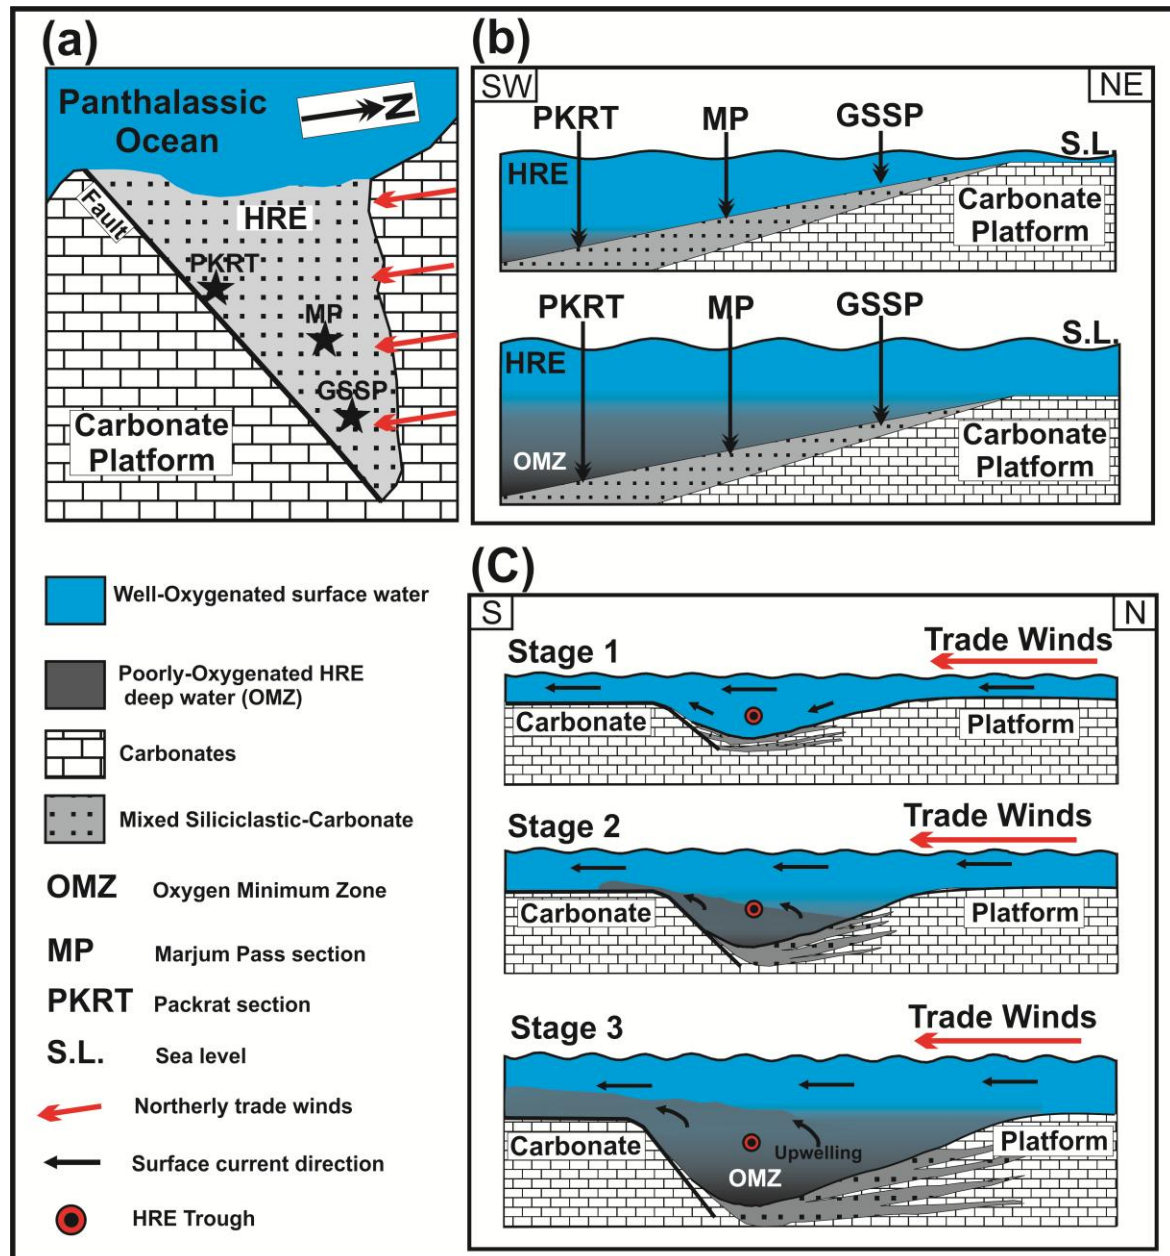 (a)
Panthalassic
Ocean
N
Fault
HRE
PKRT
MP
GSSP
Carbonate
Platform
(b)
SW
NE
PKRT
MP
GSSP
S.L.
HRE
Carbonate
Platform
PKRT
MP
GSSP
S.L.
HRE
OMZ
Carbonate
Platform
Well-Oxygenated surface water
Poorly-Oxygenated HRE
deep water (OMZ)
Carbonates
Mixed Siliciclastic-Carbonate
OMZ Oxygen Minimum Zone
MP Marjum Pass section
PKRT Packrat section
S.L. Sea level
Northerly trade winds
Surface current direction
HRE Trough
(C)
S
N
Stage 1
Trade Winds
Carbonate
Platform
Stage 2
Trade Winds
Carbonate
Platform
Stage 3
Trade Winds
Carbonate
Upwelling
Platform
OMZ